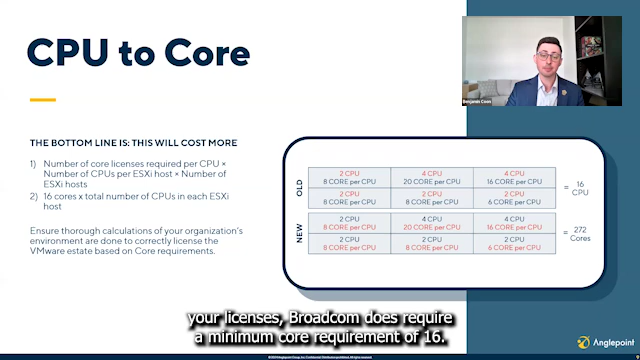 CPU to Core
Benjamin Coon
THE BOTTOM LINE IS: THIS WILL COST MORE
1) Number of core licenses required per CPU ×
Number of CPUs per ESXi host × Number of
ESXi hosts
2) 16 cores x total number of CPUs in each ESXi
host
Ensure thorough calculations of your organization's
environment are done to correctly license the
VMware estate based on Core requirements.
OLD
2 CPU 4 CPU 4 CPU
8 CORE per CPU 20 CORE per CPU 16 CORE per CPU
2 CPU 2 CPU 2 CPU
8 CORE per CPU 8 CORE per CPU 6 CORE per CPU
= 16
CPU
NEW
2 CPU 4 CPU 4 CPU
8 CORE per CPU 20 CORE per CPU 16 CORE per CPU
2 CPU 2 CPU 2 CPU
8 CORE per CPU 8 CORE per CPU 6 CORE per CPU
= 272
Cores
your licenses, Broadcom does require
a minimum core requirement of 16.
Anglepoint